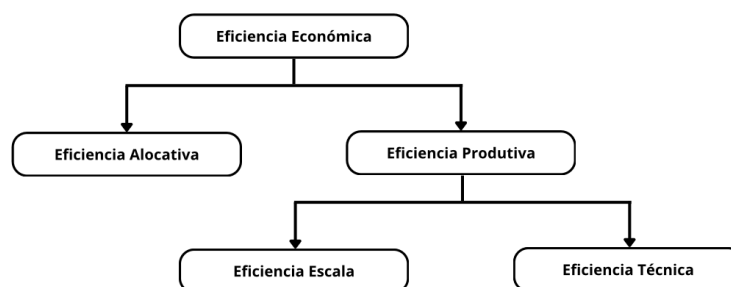 Eficiencia Económica
Eficiencia Alocativa
Eficiencia Produtiva
Eficiencia Escala
Eficiencia Técnica